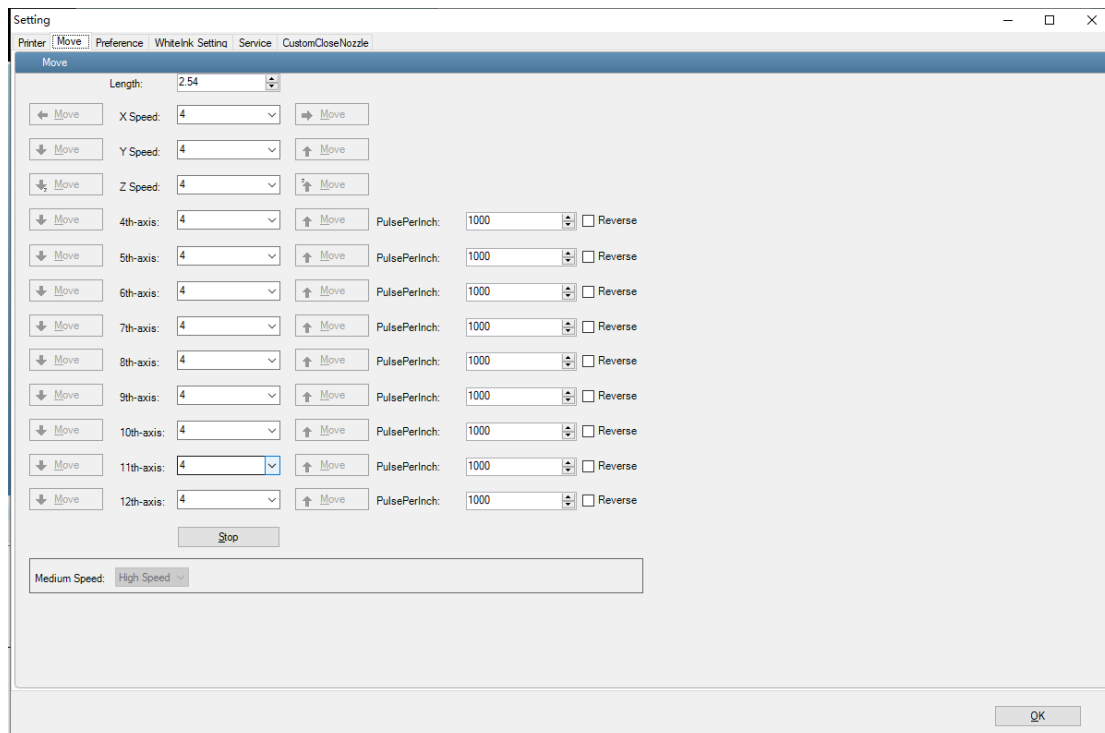 Setting
Printer Move Preference WhiteInk Setting Service CustomCloseNozzle
Move
Length: 2.54
Move X Speed: 4 Move
Move Y Speed: 4 Move
Move Z Speed: 4 Move
Move 4th-axis: 4 Move PulsePerInch: 1000 Reverse
Move 5th-axis: 4 Move PulsePerInch: 1000 Reverse
Move 6th-axis: 4 Move PulsePerInch: 1000 Reverse
Move 7th-axis: 4 Move PulsePerInch: 1000 Reverse
Move 8th-axis: 4 Move PulsePerInch: 1000 Reverse
Move 9th-axis: 4 Move PulsePerInch: 1000 Reverse
Move 10th-axis: 4 Move PulsePerInch: 1000 Reverse
Move 11th-axis: 4 Move PulsePerInch: 1000 Reverse
Move 12th-axis: 4 Move PulsePerInch: 1000 Reverse
Stop
Medium Speed: High Speed
OK